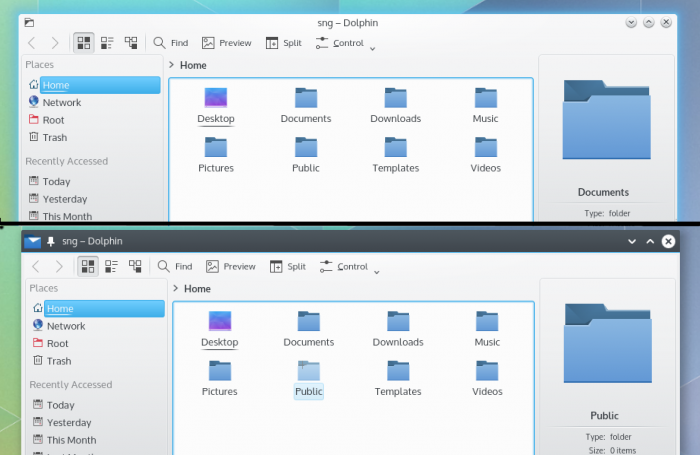 sng – Dolphin
Find Preview Split Control
Places
Home
Network
Root
Trash
Recently Accessed
Today
Yesterday
This Month
Home
Desktop Documents Downloads Music
Pictures Public Templates Videos
Documents
Type: folder
sng – Dolphin
Find Preview Split Control
Places
Home
Network
Root
Trash
Recently Accessed
Today
Yesterday
This Month
Home
Desktop Documents Downloads Music
Pictures Public Templates Videos
Public
Type: folder
Size: 0 items